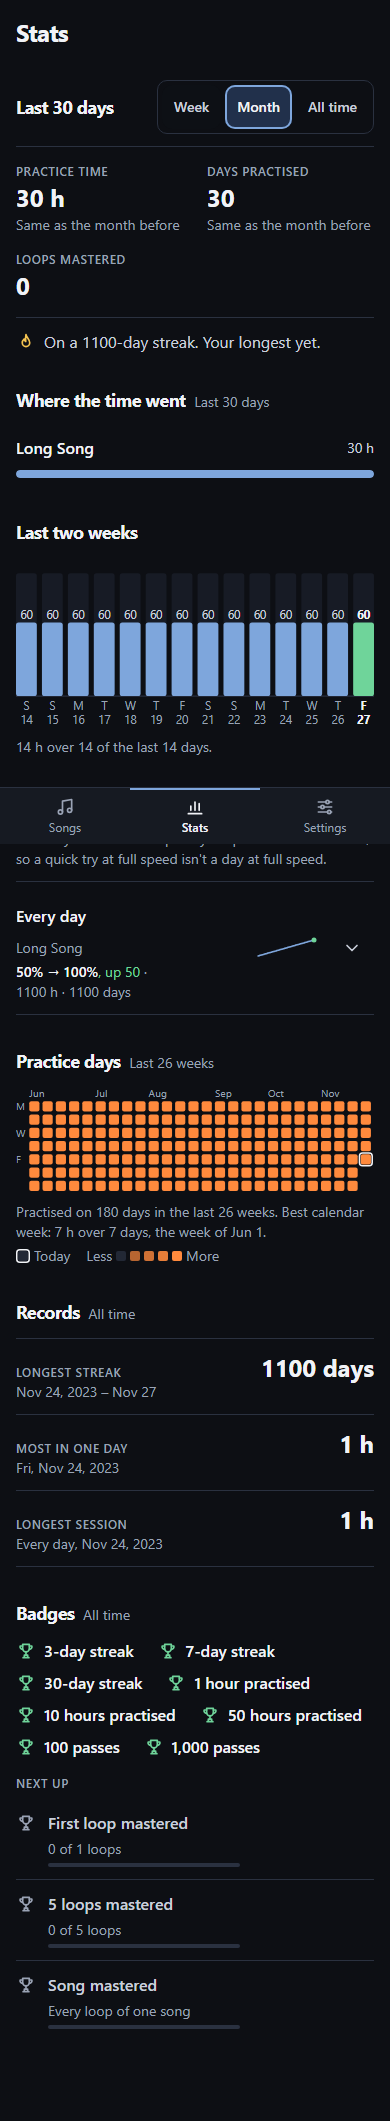 Stats
Last 30 days
Week Month All time
PRACTICE TIME
30 h
Same as the month before
DAYS PRACTISED
30
Same as the month before
LOOPS MASTERED
0
On a 1100-day streak. Your longest yet.
Where the time went Last 30 days
Long Song 30 h
Last two weeks
60 60 60 60 60 60 60 60 60 60 60 60 60 60
S M T W T F S S M T W T F
S S M T W T F S S M T W T F
14 15 16 17 18 19 20 21 22 23 24 25 26 27
14 h over 14 of the last 14 days.
Songs Stats Settings
so a quick try at full speed isn't a day at full speed.
Every day
Long Song
50% → 100%, up 50 ·
1100 h · 1100 days
Practice days Last 26 weeks
Jun Jul Aug Sep Oct Nov
M
W
F
Practised on 180 days in the last 26 weeks. Best calendar
week: 7 h over 7 days, the week of Jun 1.
Today Less More
Records All time
LONGEST STREAK 1100 days
Nov 24, 2023 – Nov 27
MOST IN ONE DAY 1 h
Fri, Nov 24, 2023
LONGEST SESSION 1 h
Every day, Nov 24, 2023
Badges All time
3-day streak 7-day streak
30-day streak 1 hour practised
10 hours practised 50 hours practised
100 passes 1,000 passes
NEXT UP
First loop mastered
0 of 1 loops
5 loops mastered
0 of 5 loops
Song mastered
Every loop of one song